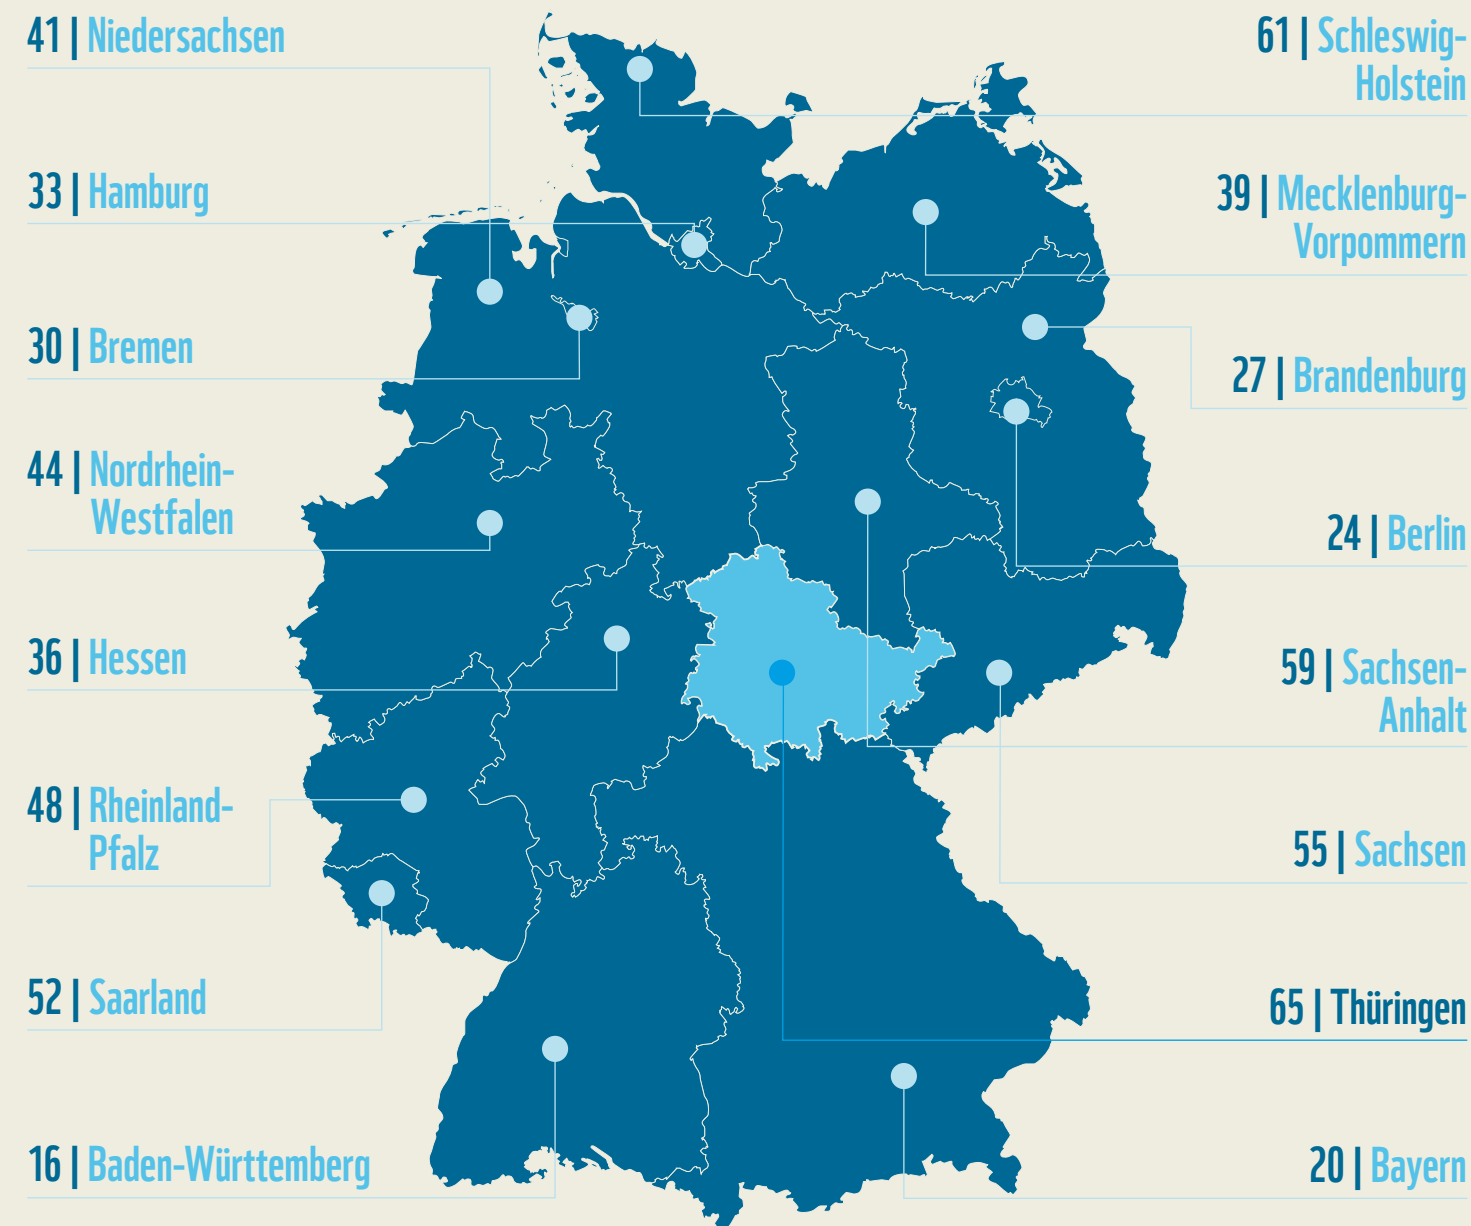 41 | Niedersachsen
33 | Hamburg
30 | Bremen
44 | Nordrhein-
Westfalen
36 | Hessen
48 | Rheinland-
Pfalz
52 | Saarland
16 | Baden-Württemberg
61 | Schleswig-
Holstein
39 | Mecklenburg-
Vorpommern
27 | Brandenburg
24 | Berlin
59 | Sachsen-
Anhalt
55 | Sachsen
65 | Thüringen
20 | Bayern